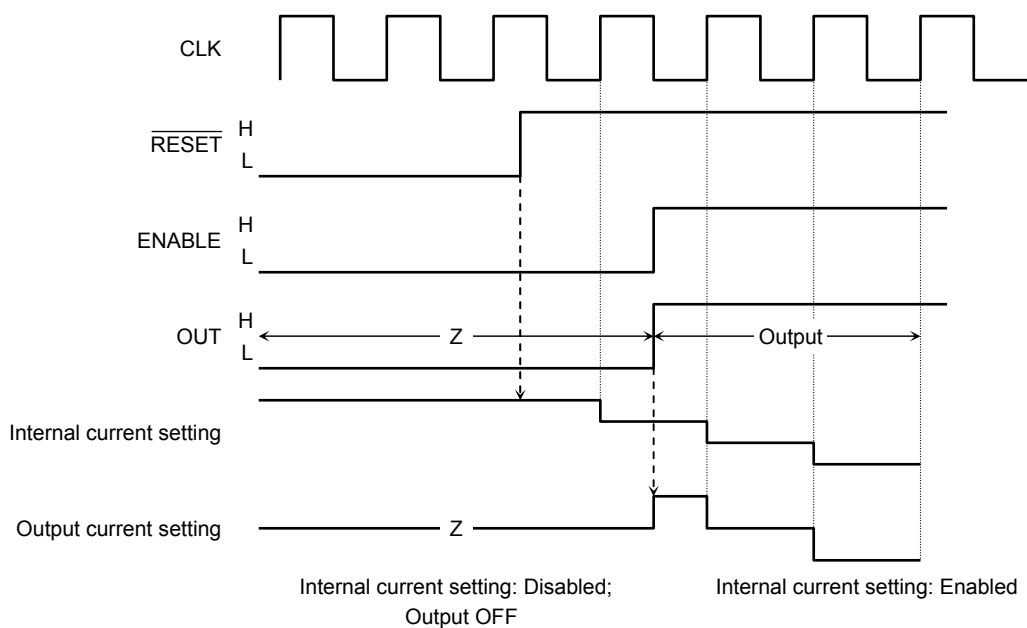 CLK
H
RESET
L
H
ENABLE
L
H
OUT
Z
Output
L
Internal current setting
Output current setting
Z
Internal current setting: Disabled;
Output OFF
Internal current setting: Enabled